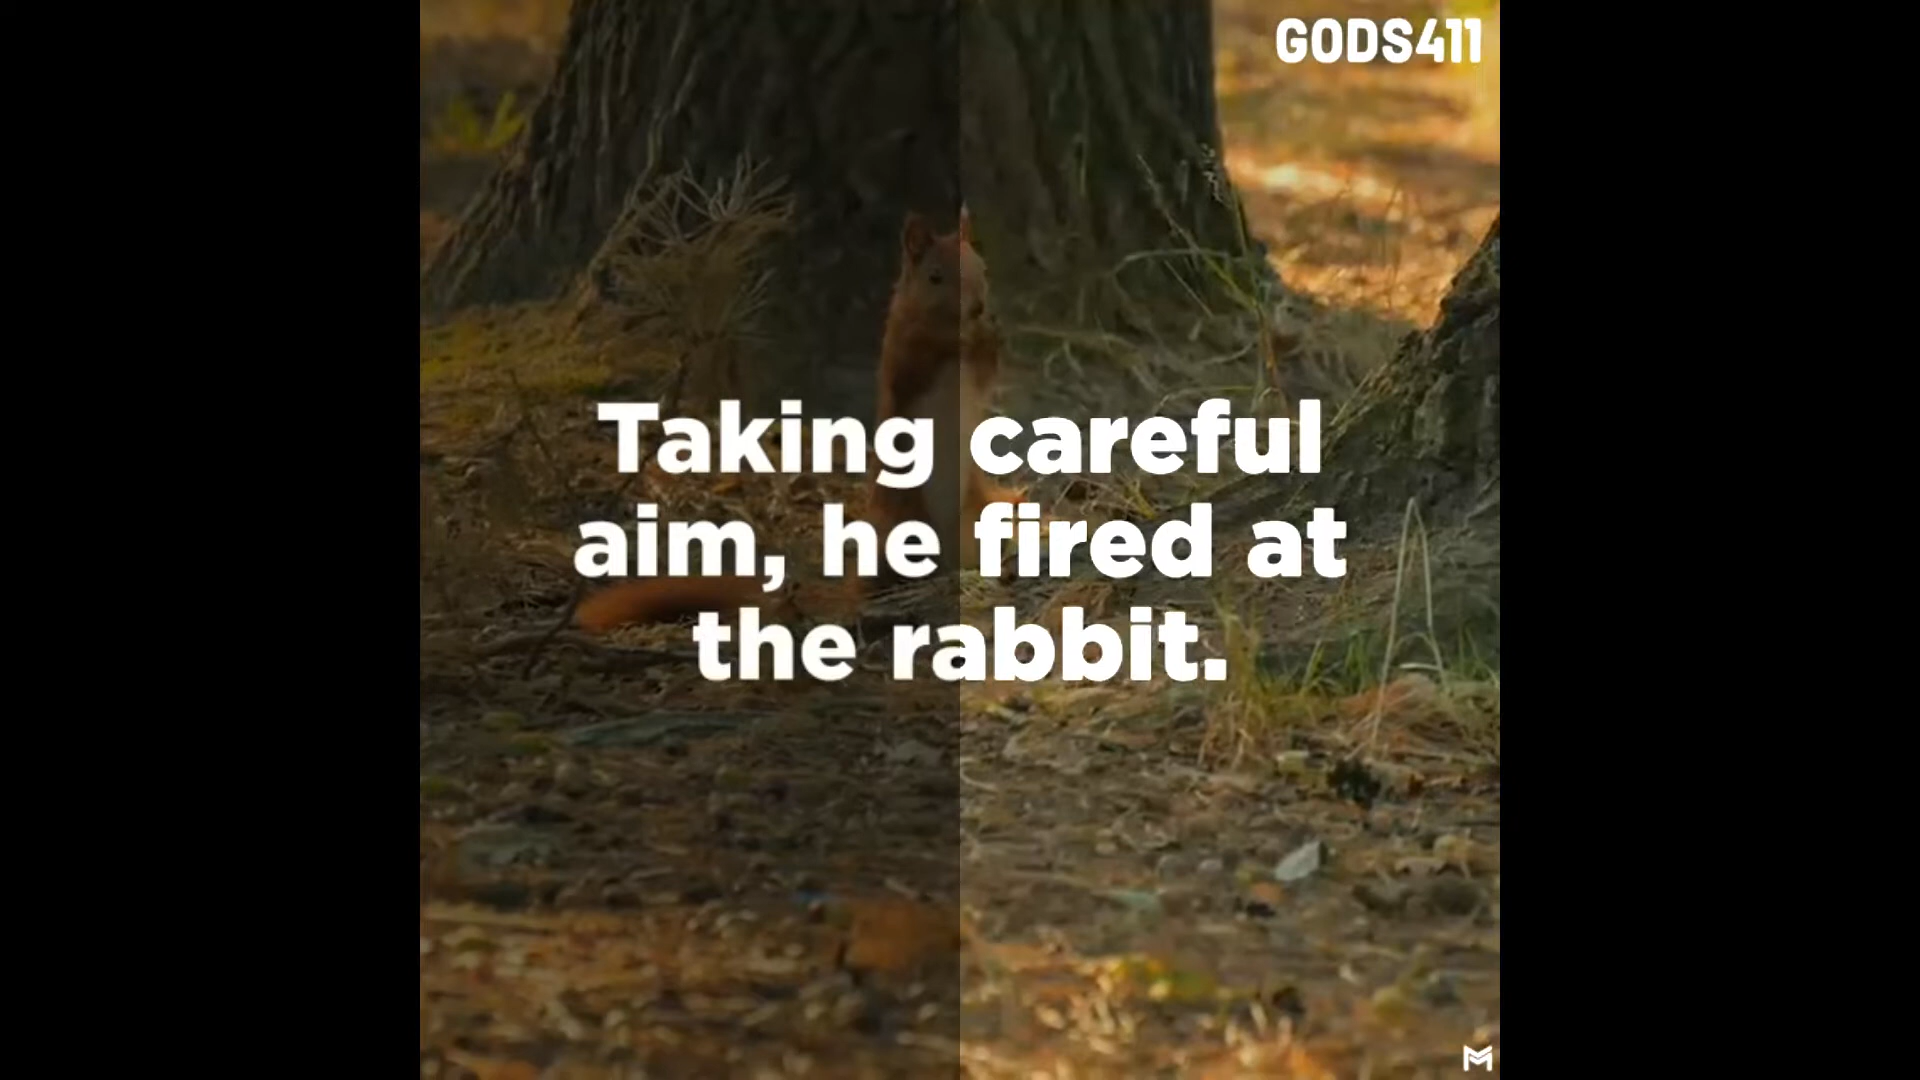 GODS411
Taking careful
aim, he fired at
the rabbit.